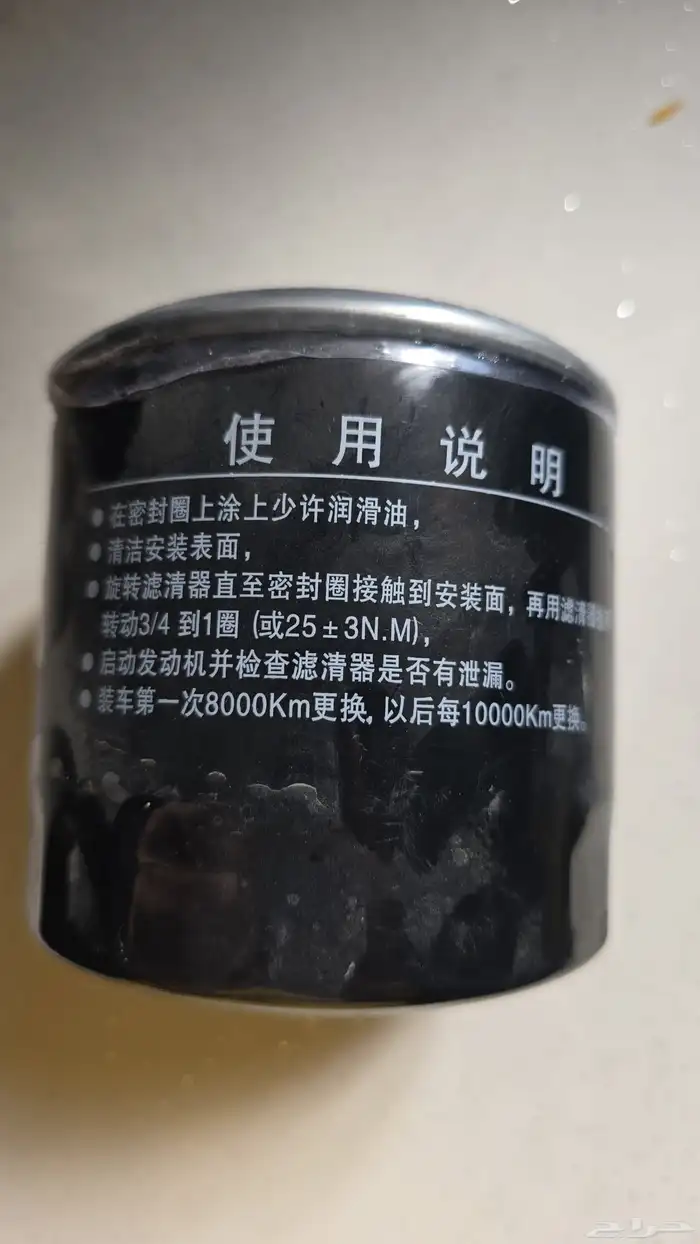 使用说明
● 在密封圈上涂上少许润滑油，
● 清洁安装表面，
● 旋转滤清器直至密封圈接触到安装面，再用滤清器
转动3/4 到1圈 (或25±3N.M)，
● 启动发动机并检查滤清器是否有泄漏。
● 装车第一次8000Km更换, 以后每10000Km更换。
حراج